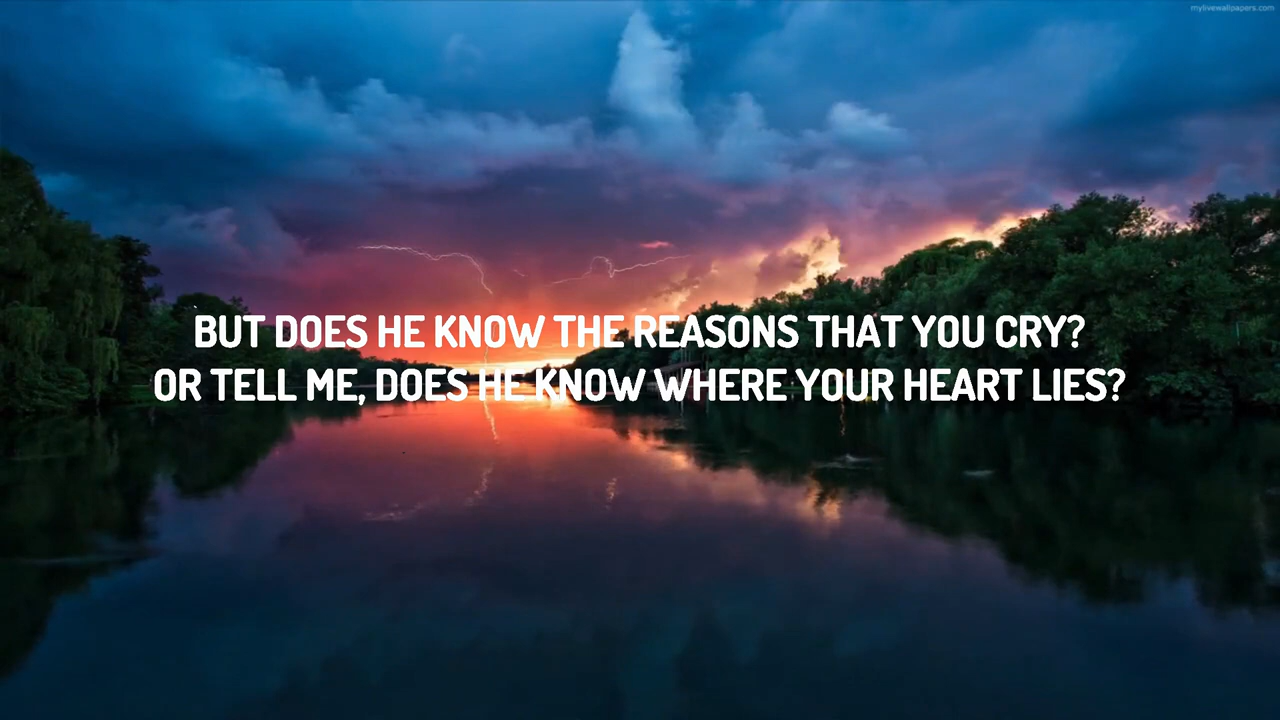 mylivewallpapers.com
BUT DOES HE KNOW THE REASONS THAT YOU CRY?
OR TELL ME, DOES HE KNOW WHERE YOUR HEART LIES?